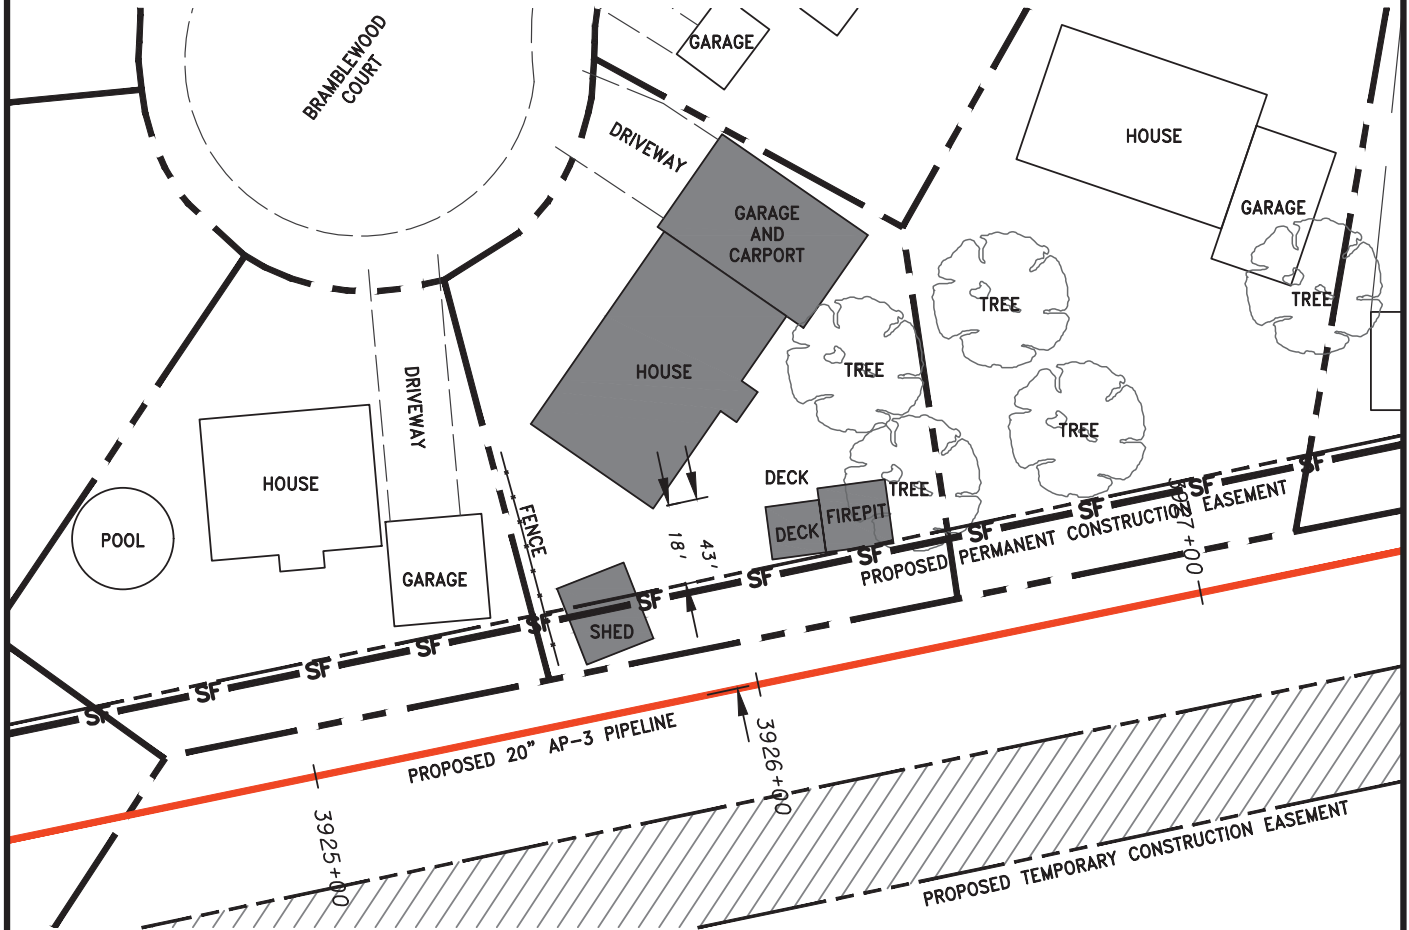 BRAMBLEWOOD
COURT
GARAGE
DRIVEWAY
HOUSE
GARAGE
GARAGE
AND
CARPORT
TREE
TREE
HOUSE
TREE
DRIVEWAY
TREE
HOUSE
DECK
TREE
FENCE
DECK
FIREPIT
POOL
GARAGE
18'
43'
SHED
SF
SF
SF
SF
SF
SF
SF
SF
SF
SF
SF
SF
PROPOSED PERMANENT CONSTRUCTION EASEMENT
3927+00
PROPOSED 20" AP-3 PIPELINE
3926+00
3925+00
PROPOSED TEMPORARY CONSTRUCTION EASEMENT